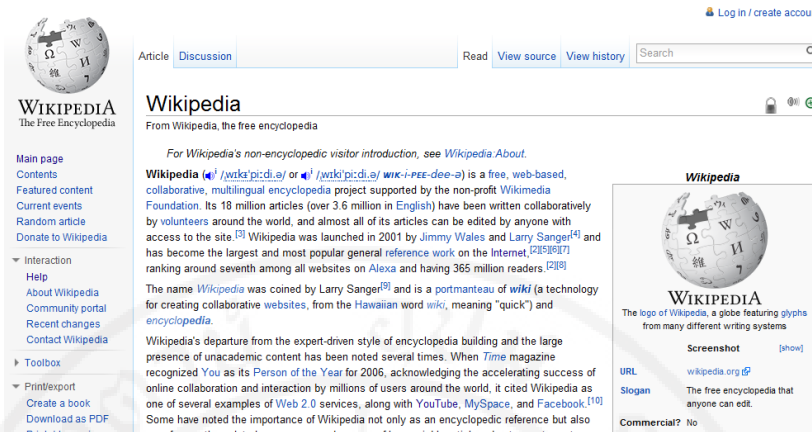 Log in / create accou
WIKIPEDIA
The Free Encyclopedia
Main page
Contents
Featured content
Current events
Random article
Donate to Wikipedia
Interaction
Help
About Wikipedia
Community portal
Recent changes
Contact Wikipedia
Toolbox
Print/export
Create a book
Download as PDF
Article Discussion
Read View source View history Search
Wikipedia
From Wikipedia, the free encyclopedia
For Wikipedia's non-encyclopedic visitor introduction, see Wikipedia:About.
Wikipedia (i /ˌwɪkɨˈpiːdi.ə/ or i /ˌwɪkiˈpiːdi.ə/ WIK-i-PEE-dee-ə) is a free, web-based,
collaborative, multilingual encyclopedia project supported by the non-profit Wikimedia
Foundation. Its 18 million articles (over 3.6 million in English) have been written collaboratively
by volunteers around the world, and almost all of its articles can be edited by anyone with
access to the site.[3] Wikipedia was launched in 2001 by Jimmy Wales and Larry Sanger[4] and
has become the largest and most popular general reference work on the Internet,[2][5][6][7]
ranking around seventh among all websites on Alexa and having 365 million readers.[2][8]
The name Wikipedia was coined by Larry Sanger[9] and is a portmanteau of wiki (a technology
for creating collaborative websites, from the Hawaiian word wiki, meaning "quick") and
encyclopedia.
Wikipedia's departure from the expert-driven style of encyclopedia building and the large
presence of unacademic content has been noted several times. When Time magazine
recognized You as its Person of the Year for 2006, acknowledging the accelerating success of
online collaboration and interaction by millions of users around the world, it cited Wikipedia as
one of several examples of Web 2.0 services, along with YouTube, MySpace, and Facebook.[10]
Some have noted the importance of Wikipedia not only as an encyclopedic reference but also
Wikipedia
WIKIPEDIA
The logo of Wikipedia, a globe featuring glyphs
from many different writing systems
Screenshot [show]
URL wikipedia.org
Slogan The free encyclopedia that
anyone can edit.
Commercial? No